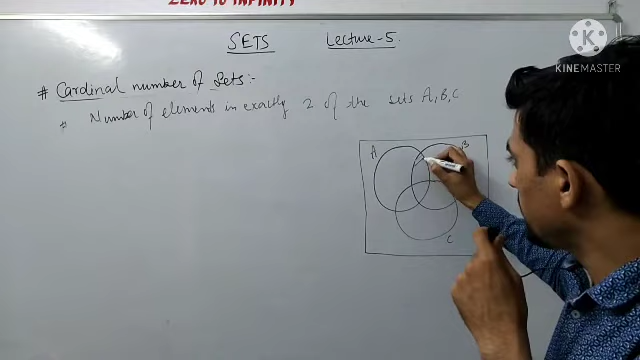 ZERO TO INFINITY
SETS Lecture-5.
# Cardinal number of Sets:-
# Number of elements in exactly 2 of the sets A, B, C
A
B
C
K
KINEMASTER